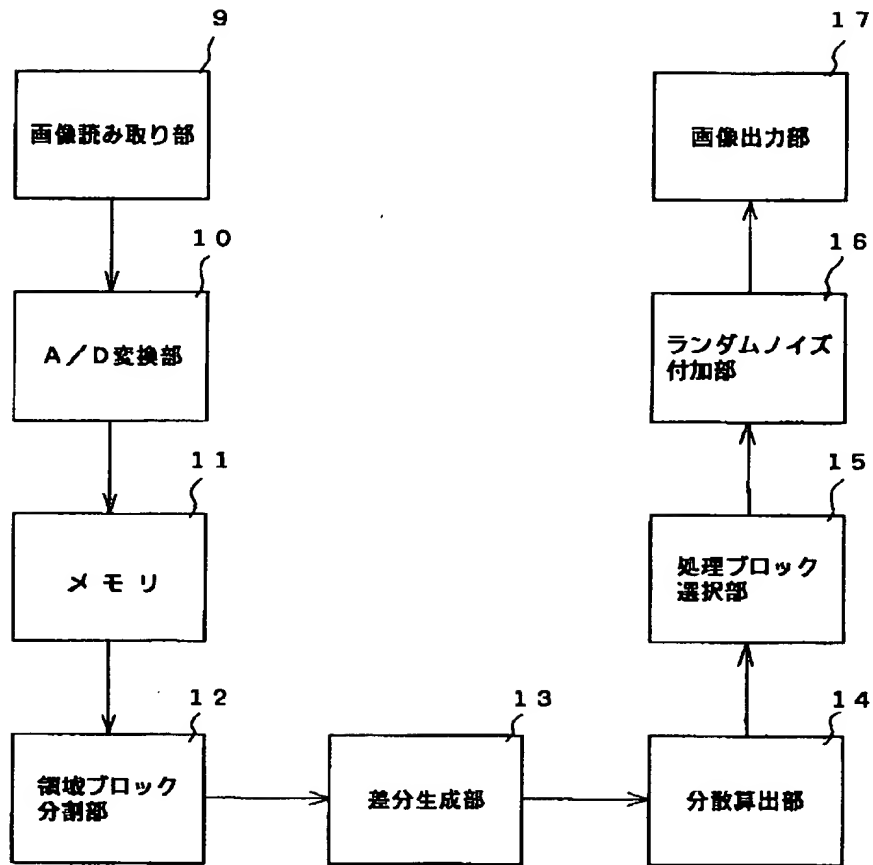 9
画像読み取り部
10
A/D変換部
11
メモリ
12
領域ブロック
分割部
13
差分生成部
14
分散算出部
15
処理ブロック
選択部
16
ランダムノイズ
付加部
17
画像出力部